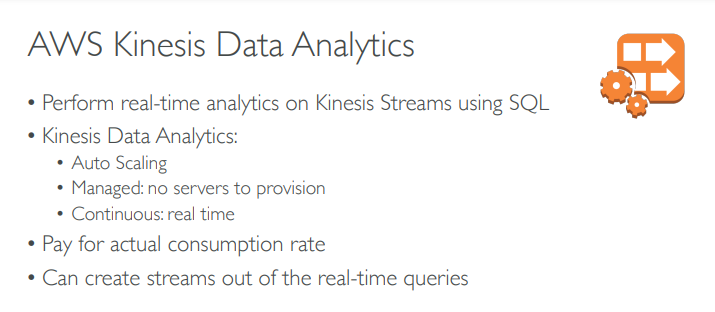 AWS Kinesis Data Analytics
• Perform real-time analytics on Kinesis Streams using SQL
• Kinesis Data Analytics:
• Auto Scaling
• Managed: no servers to provision
• Continuous: real time
• Pay for actual consumption rate
• Can create streams out of the real-time queries